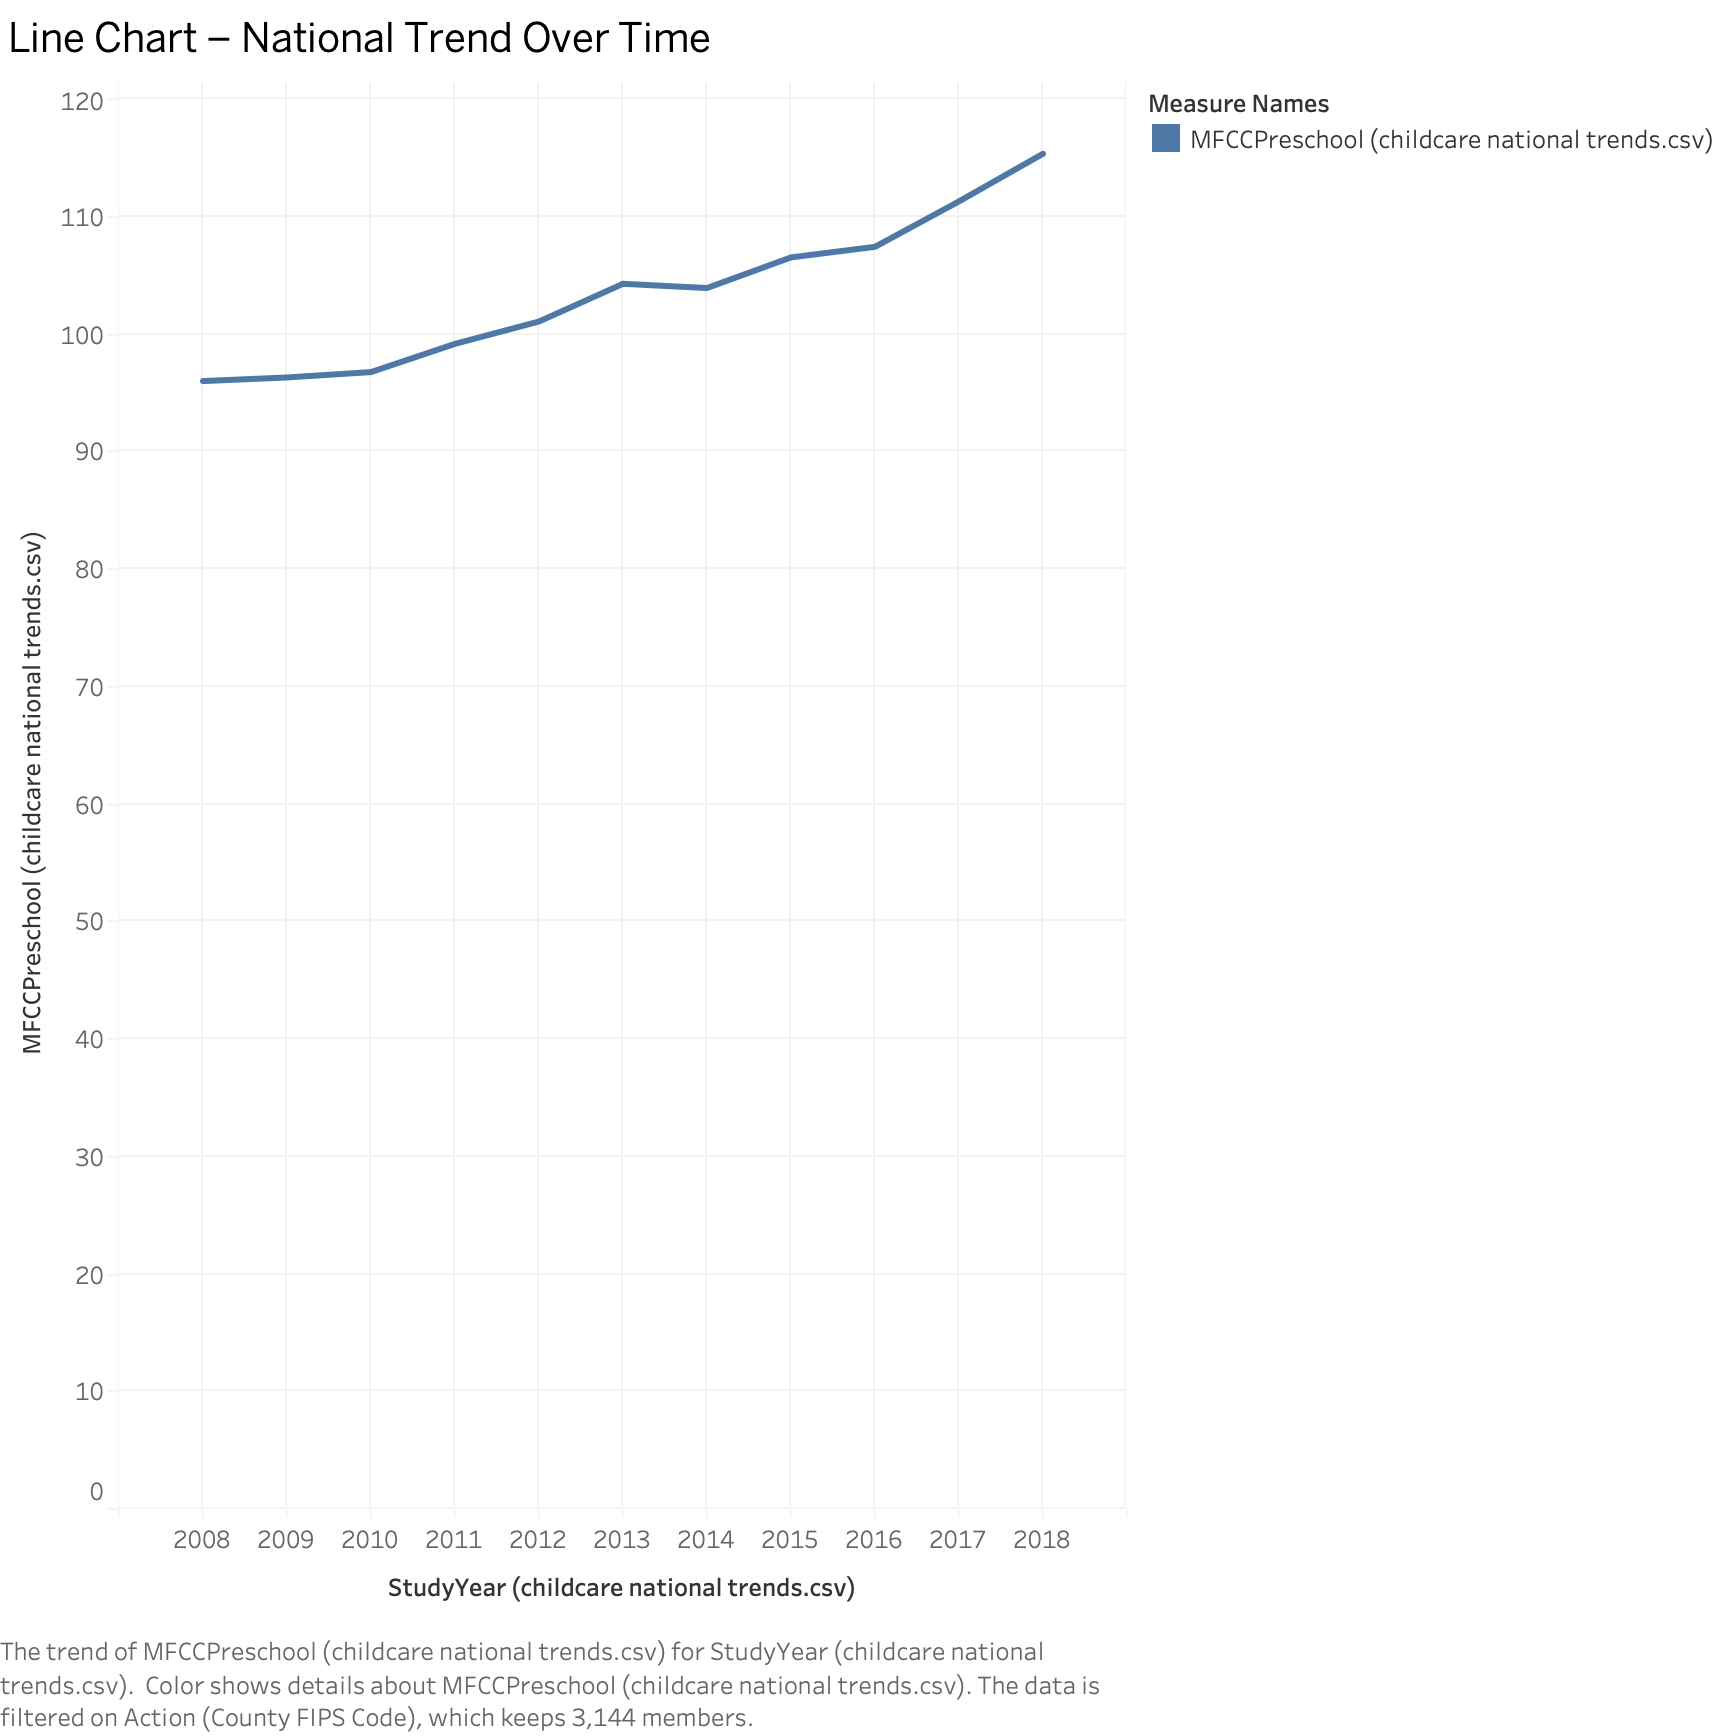 Line Chart – National Trend Over Time
120
110
100
90
80
70
60
50
40
30
20
10
0
MFCCPreschool (childcare national trends.csv)
2008 2009 2010 2011 2012 2013 2014 2015 2016 2017 2018
StudyYear (childcare national trends.csv)
Measure Names
MFCCPreschool (childcare national trends.csv)
The trend of MFCCPreschool (childcare national trends.csv) for StudyYear (childcare national
trends.csv).  Color shows details about MFCCPreschool (childcare national trends.csv). The data is
filtered on Action (County FIPS Code), which keeps 3,144 members.